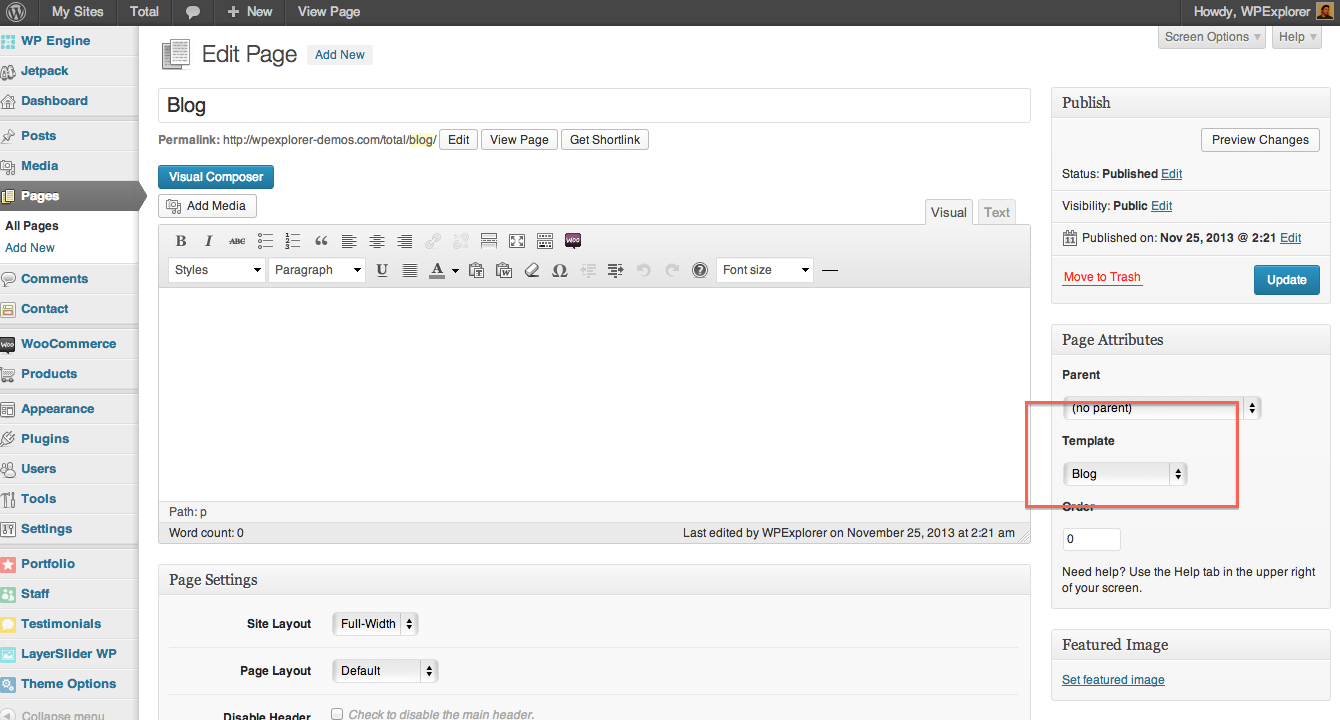 My Sites Total + New View Page Howdy, WPExplorer
WP Engine
Jetpack
Dashboard
Posts
Media
Pages
All Pages
Add New
Comments
Contact
WooCommerce
Products
Appearance
Plugins
Users
Tools
Settings
Portfolio
Staff
Testimonials
LayerSlider WP
Theme Options
Collapse menu
Screen Options Help
Edit Page Add New
Blog
Permalink: http://wpexplorer-demos.com/total/blog/ Edit View Page Get Shortlink
Visual Composer
Add Media
Visual Text
B I ABC WOO
Styles Paragraph U A Ω Font size —
Path: p
Word count: 0 Last edited by WPExplorer on November 25, 2013 at 2:21 am
Page Settings
Site Layout Full-Width
Page Layout Default
Disable Header Check to disable the main header.
Publish
Preview Changes
Status: Published Edit
Visibility: Public Edit
11 Published on: Nov 25, 2013 @ 2:21 Edit
Move to Trash Update
Page Attributes
Parent
(no parent)
Template
Blog
Order
0
Need help? Use the Help tab in the upper right
of your screen.
Featured Image
Set featured image